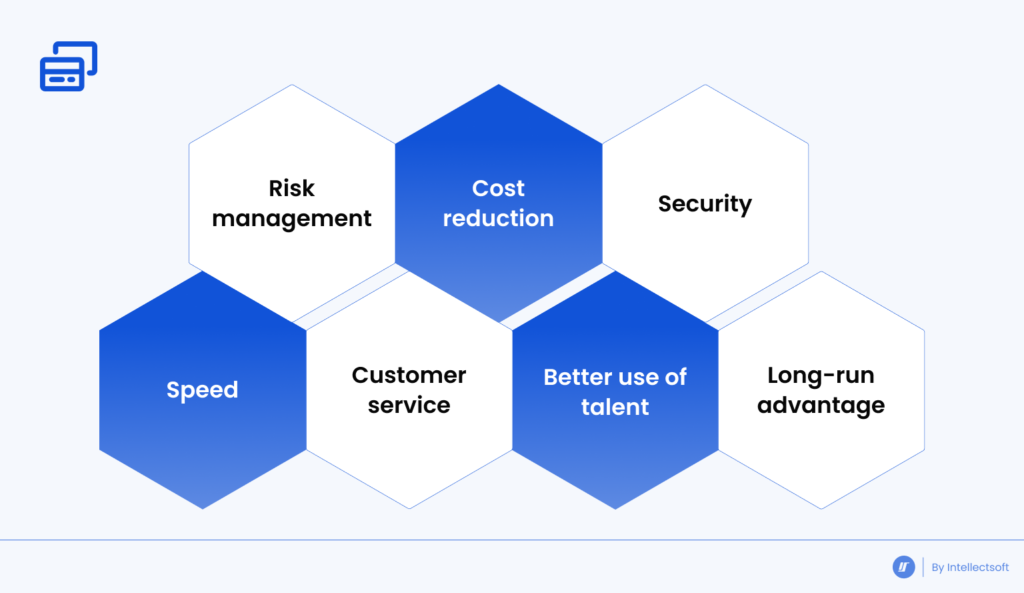 Risk
management
Cost
reduction
Security
Speed
Customer
service
Better use of
talent
Long-run
advantage
By Intellectsoft